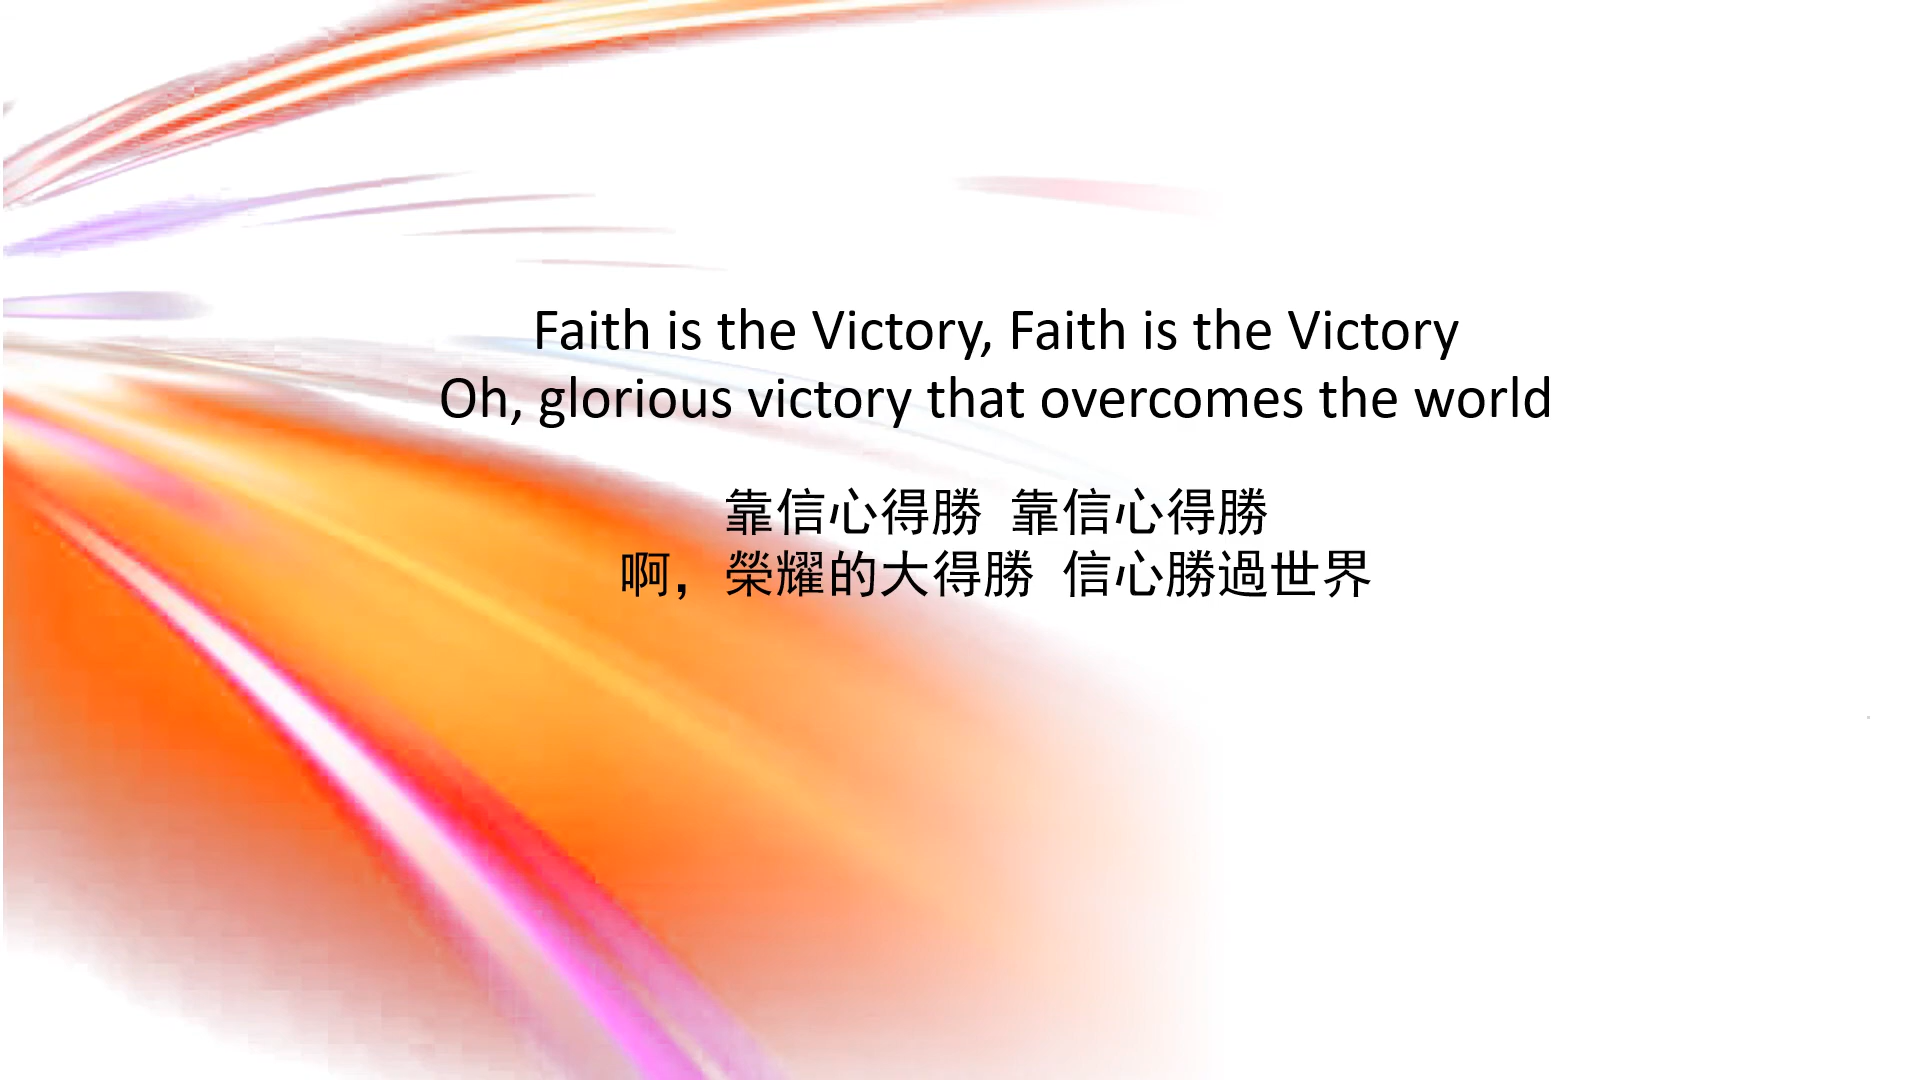 Faith is the Victory, Faith is the Victory
Oh, glorious victory that overcomes the world
靠信心得勝 靠信心得勝
啊，榮耀的大得勝 信心勝過世界